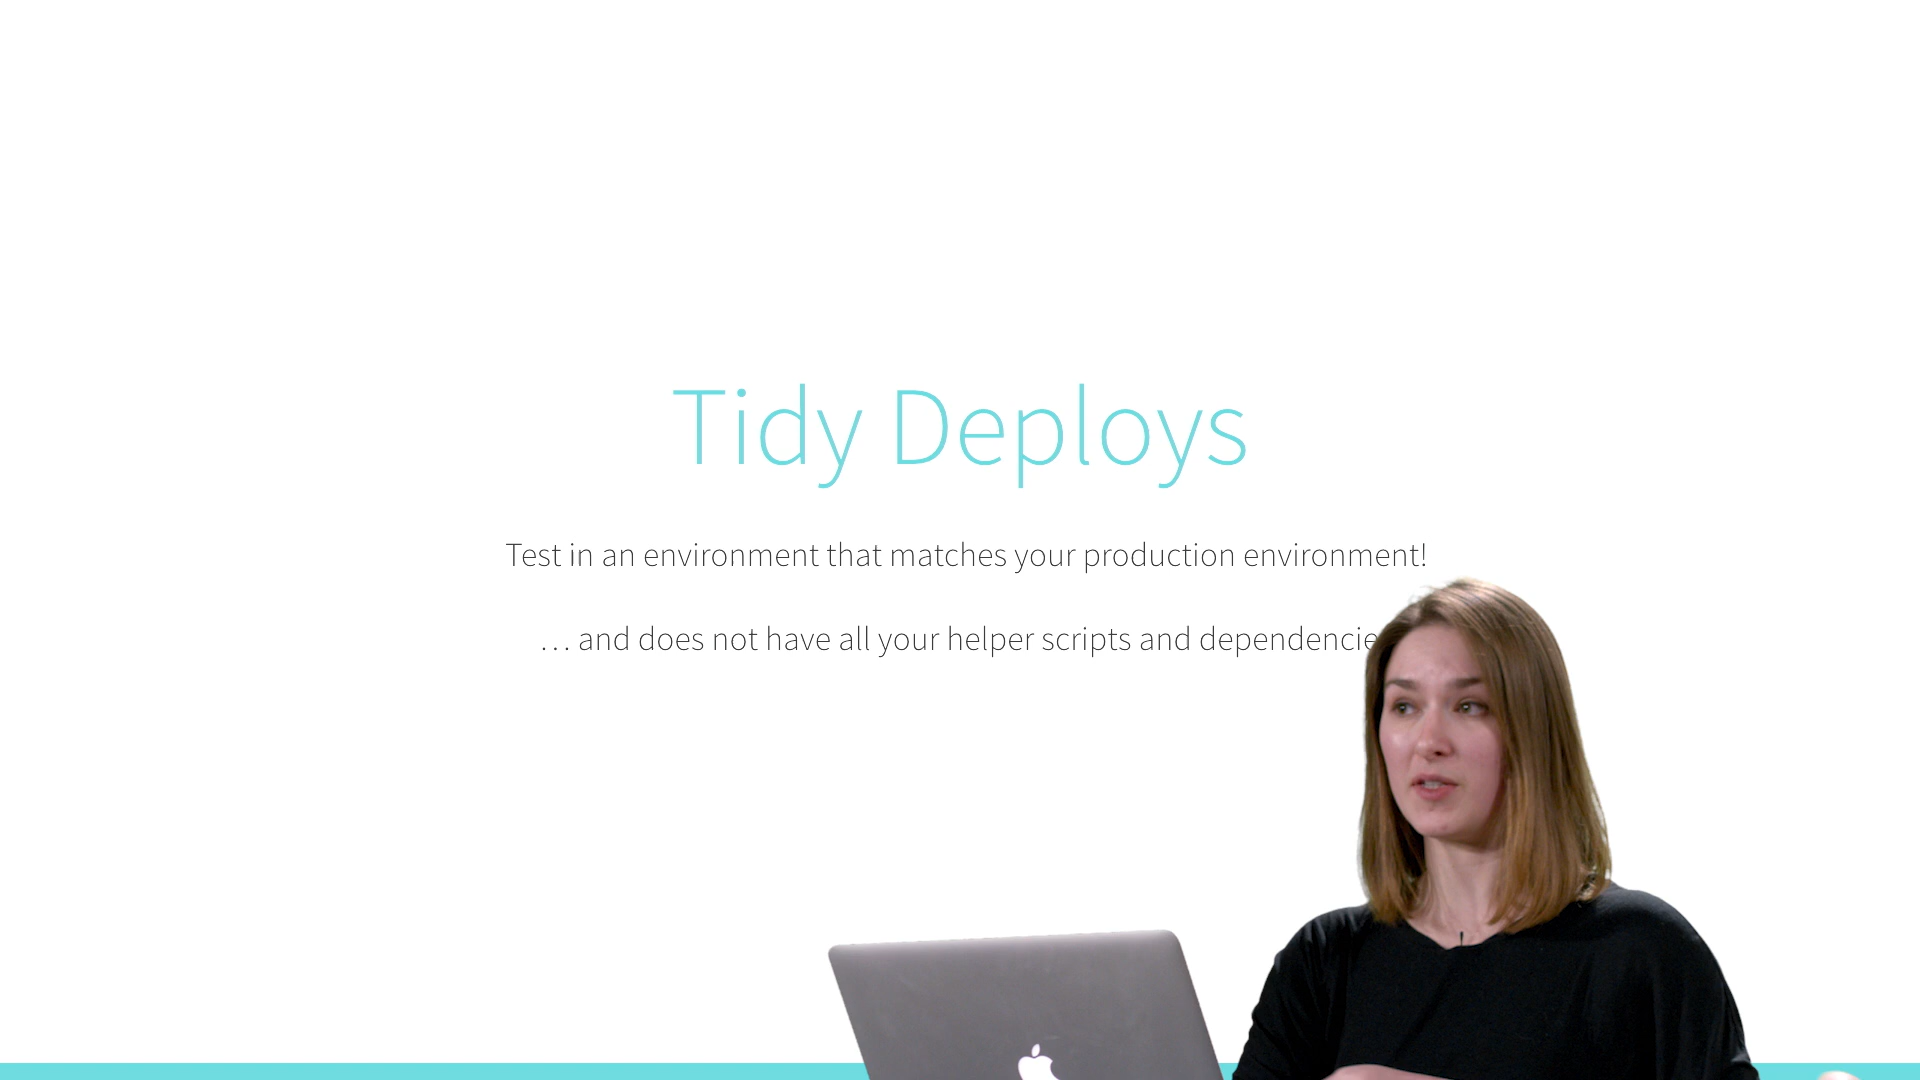 Tidy Deploys
Test in an environment that matches your production environment!
… and does not have all your helper scripts and